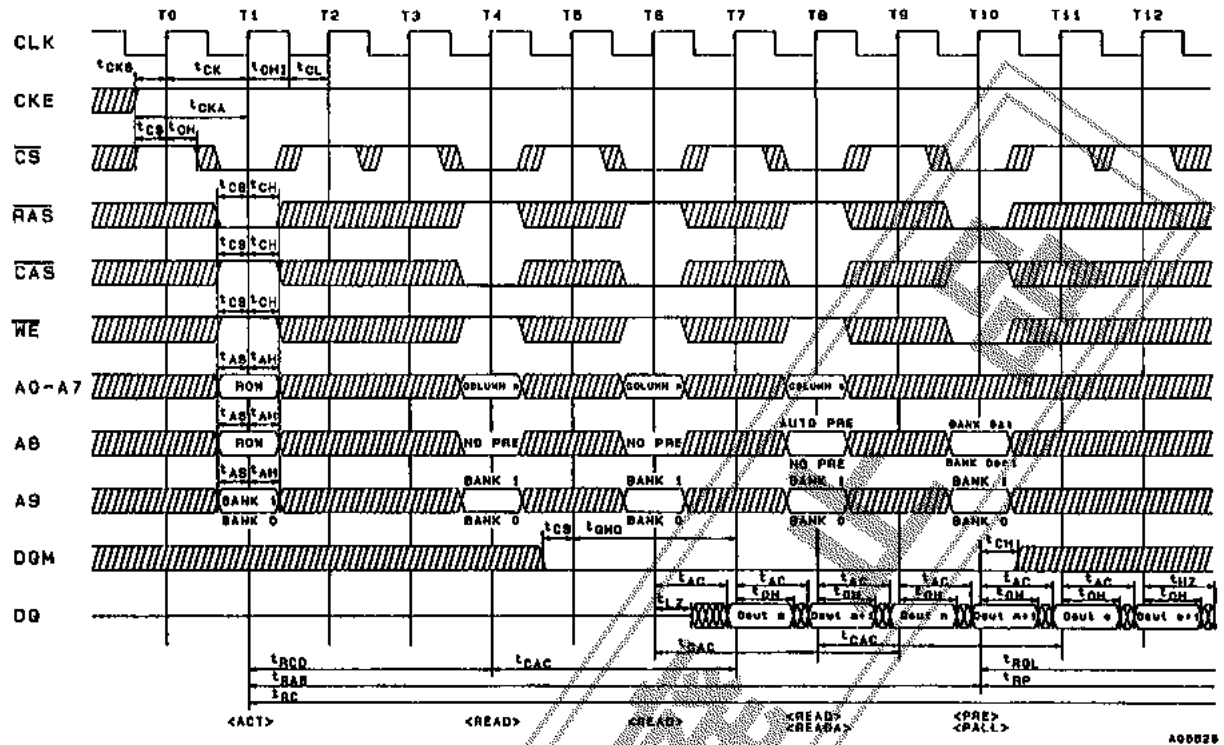 T0 T1 T2 T3 T4 T5 T6 T7 T8 T9 T10 T11 T12
CLK
tCKS tCK tCHI tCL
CKE
tCKA
tCS tCH
CS
tCS tCH
RAS
tCS tCH
CAS
tCS tCH
WE
tAS tAH
A0~A7 ROW COLUMN m COLUMN n COLUMN o
tAS tAH AUTO PRE BANK 0&1
A8 ROW NO PRE NO PRE
NO PRE BANK 0or1
tAS tAH BANK 1 BANK 1 BANK 1 BANK 1
A9 BANK 1
BANK 0 BANK 0 BANK 0 BANK 0 BANK 0
tCS tQMD tCH
DQM
tAC tAC tAC tAC tAC tAC tHZ
tLZ tOH tOH tOH tOH tOH tOH
DQ Dout m Dout m+1 Dout n Dout n+1 Dout o Dout o+1
tCAC tCAC
tRCD tCAC tRQL
tRAS tRP
tRC
<ACT> <READ> <READ> <READ> <PRE>
<READA> <PALL>